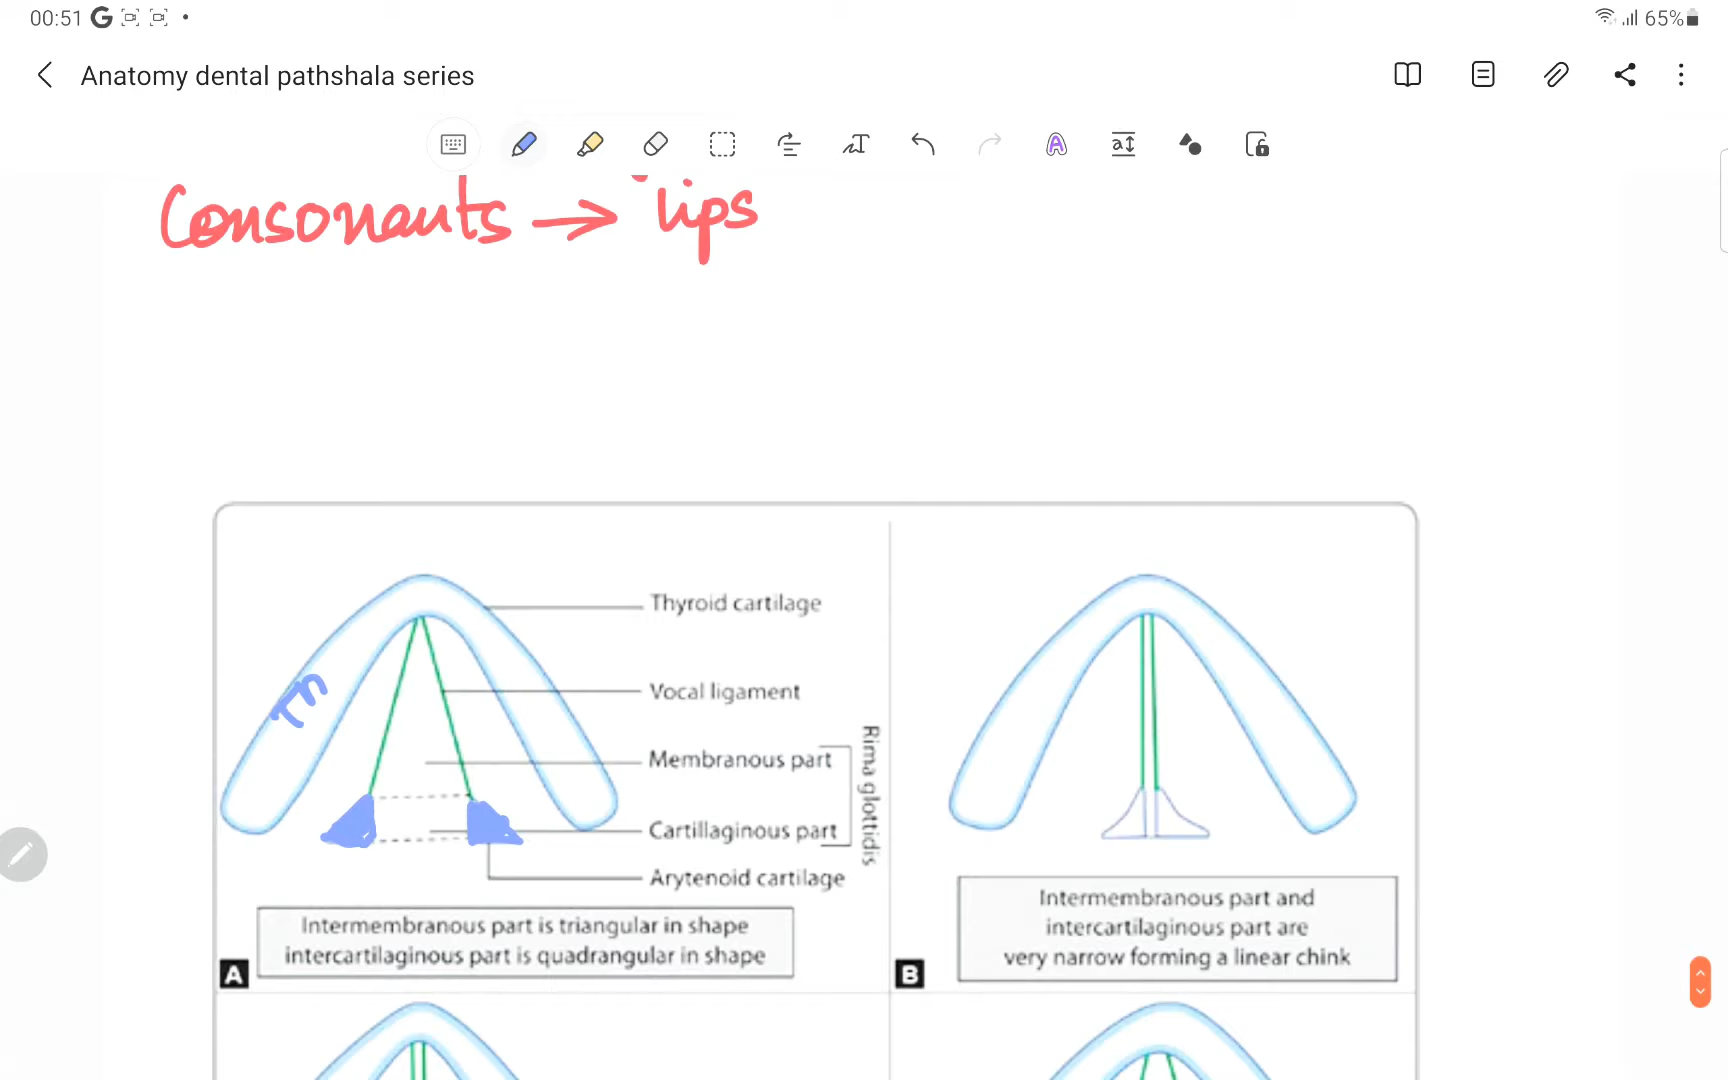 00:51 G
65%
Anatomy dental pathshala series
Consonants → lips
Thyroid cartilage
Vocal ligament
Membranous part
Cartillaginous part
Rima glottidis
Arytenoid cartilage
Intermembranous part is triangular in shape
intercartilaginous part is quadrangular in shape
A
Intermembranous part and
intercartilaginous part are
very narrow forming a linear chink
B